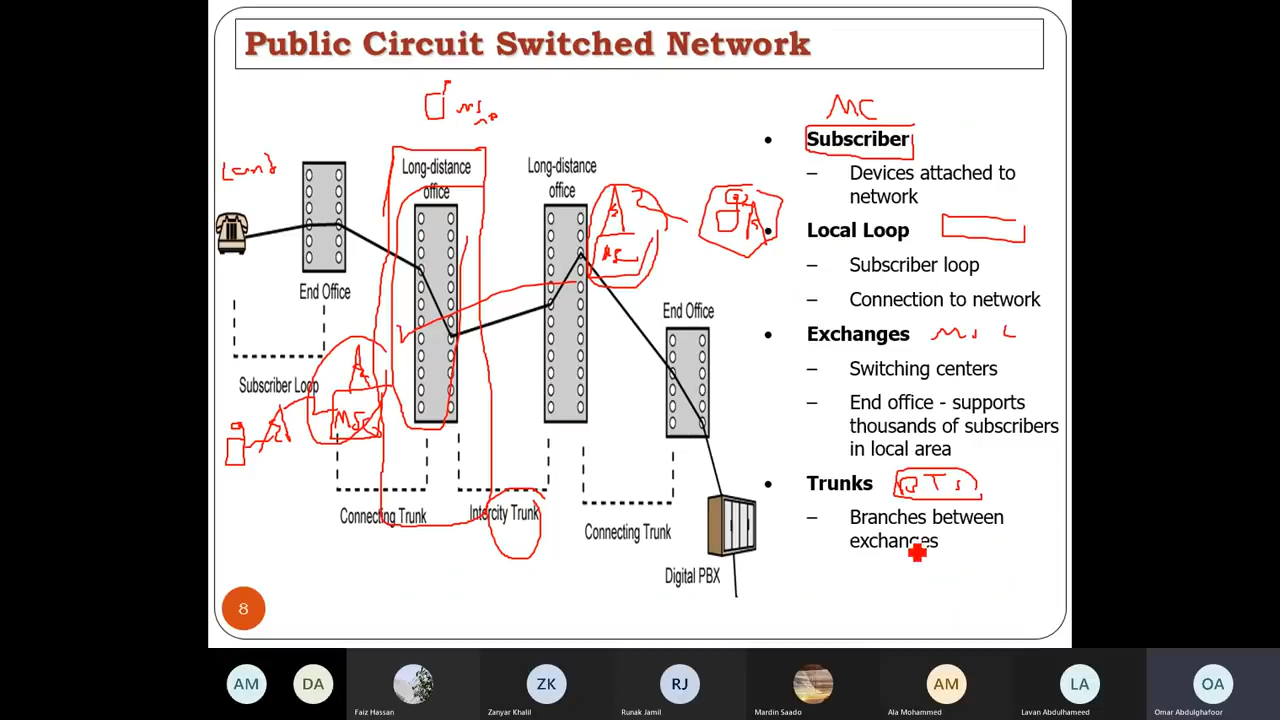 Public Circuit Switched Network
MC
Subscriber
– Devices attached to
network
Local Loop
– Subscriber loop
– Connection to network
Exchanges
– Switching centers
– End office - supports
thousands of subscribers
in local area
Trunks BTS
– Branches between
exchanges
Land
Long-distance
office
Long-distance
office
End Office
End Office
Subscriber Loop
MSC
Connecting Trunk
Intercity Trunk
Connecting Trunk
Digital PBX
8
AM
DA
Faiz Hassan
ZK
Zanyar Khalil
RJ
Runak Jamil
Mardin Saado
AM
Ala Mohammed
LA
Lavan Abdulhameed
OA
Omar Abdulghafoor